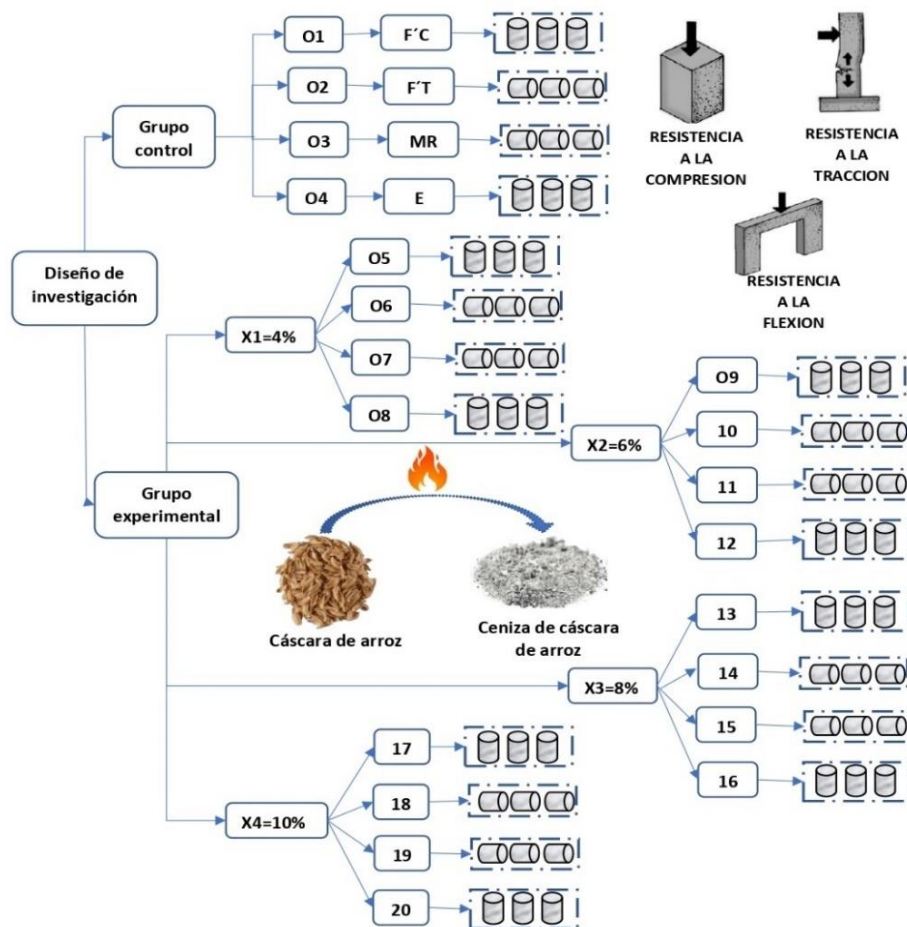 Diseño de
investigación
Grupo
control
O1
F´C
O2
F´T
O3
MR
O4
E
RESISTENCIA
A LA
COMPRESION
RESISTENCIA
A LA
TRACCION
RESISTENCIA
A LA
FLEXION
Grupo
experimental
X1=4%
O5
O6
O7
O8
X2=6%
O9
10
11
12
Cáscara de arroz
Ceniza de cáscara
de arroz
X3=8%
13
14
15
16
X4=10%
17
18
19
20